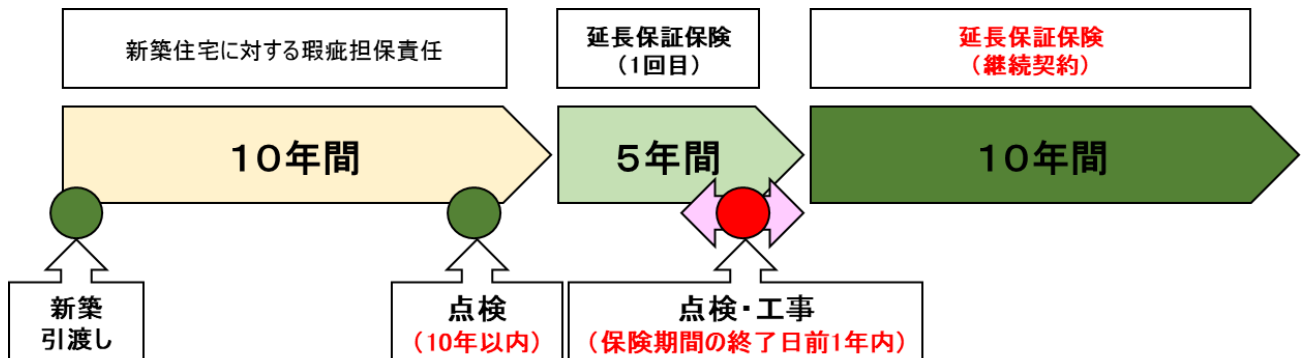 新築住宅に対する瑕疵担保責任
延長保証保険
（1回目）
延長保証保険
（継続契約）
１０年間
５年間
１０年間
新築
引渡し
点検
（10年以内）
点検・工事
（保険期間の終了日前1年内）